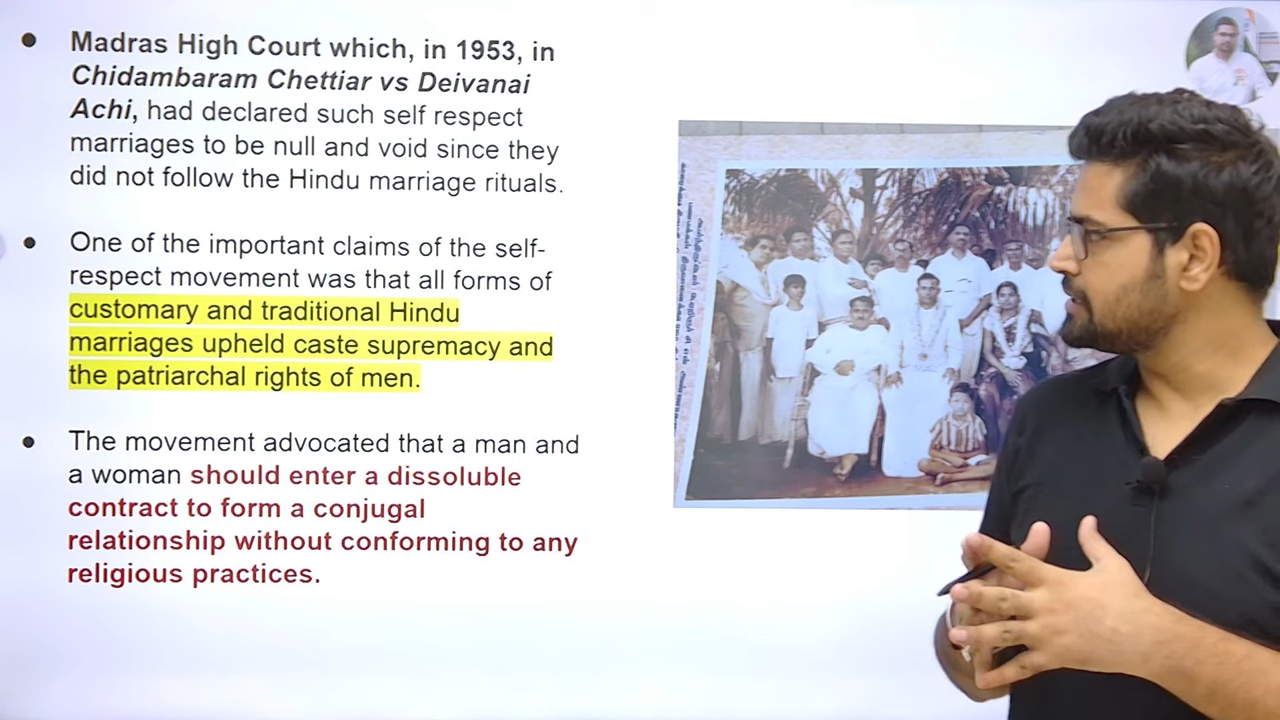 Madras High Court which, in 1953, in
Chidambaram Chettiar vs Deivanai
Achi, had declared such self respect
marriages to be null and void since they
did not follow the Hindu marriage rituals.
One of the important claims of the self-
respect movement was that all forms of
customary and traditional Hindu
marriages upheld caste supremacy and
the patriarchal rights of men.
The movement advocated that a man and
a woman should enter a dissoluble
contract to form a conjugal
relationship without conforming to any
religious practices.